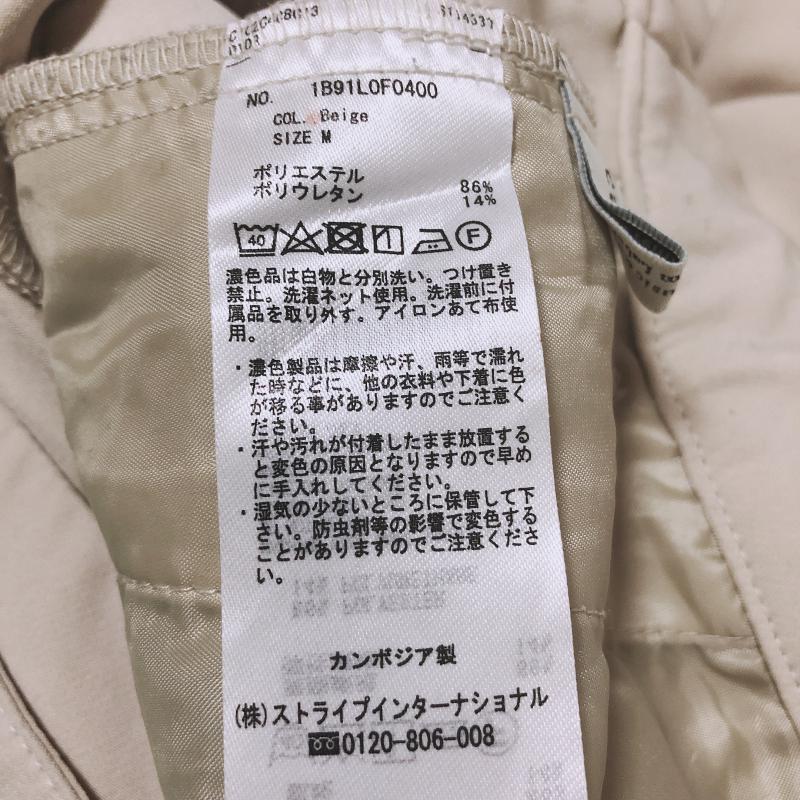 NO. 1B91L0F0400
COL. Beige
SIZE M
ポリエステル 86%
ポリウレタン 14%
40 F
濃色品は白物と分別洗い。つけ置き
禁止。洗濯ネット使用。洗濯前に付
属品を取り外す。アイロンあて布使
用。
・濃色製品は摩擦や汗、雨等で濡れ
た時などに、他の衣料や下着に色
が移る事がありますのでご注意く
ださい。
・汗や汚れが付着したまま放置する
と変色の原因となりますので早め
に手入れしてください。
・湿気の少ないところに保管して下
さい。防虫剤等の影響で変色する
ことがありますのでご注意くださ
い。
14% POLYURETHANE
86% POLYESTER
カンボジア製
(株)ストライプインターナショナル
0120-806-008